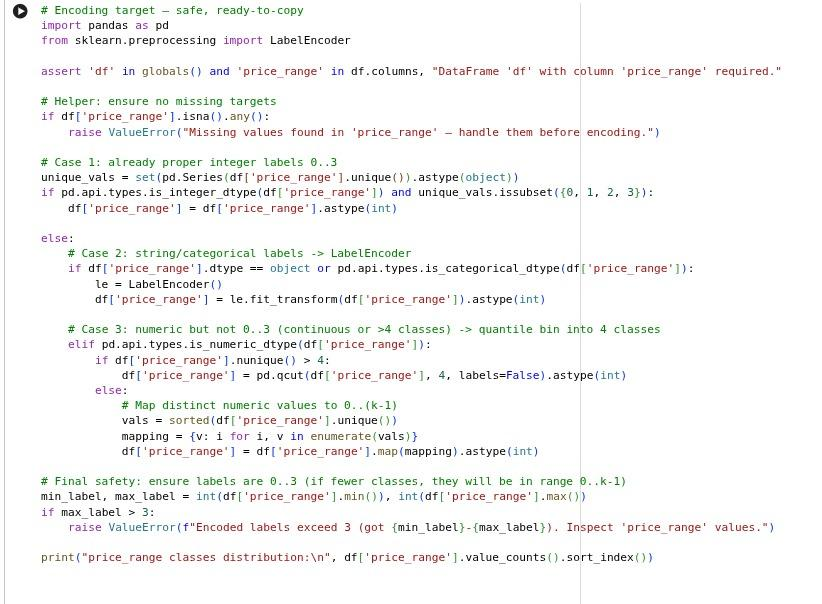 # Encoding target — safe, ready-to-copy
import pandas as pd
from sklearn.preprocessing import LabelEncoder

assert 'df' in globals() and 'price_range' in df.columns, "DataFrame 'df' with column 'price_range' required."

# Helper: ensure no missing targets
if df['price_range'].isna().any():
    raise ValueError("Missing values found in 'price_range' — handle them before encoding.")

# Case 1: already proper integer labels 0..3
unique_vals = set(pd.Series(df['price_range'].unique()).astype(object))
if pd.api.types.is_integer_dtype(df['price_range']) and unique_vals.issubset({0, 1, 2, 3}):
    df['price_range'] = df['price_range'].astype(int)

else:
    # Case 2: string/categorical labels -> LabelEncoder
    if df['price_range'].dtype == object or pd.api.types.is_categorical_dtype(df['price_range']):
        le = LabelEncoder()
        df['price_range'] = le.fit_transform(df['price_range']).astype(int)

    # Case 3: numeric but not 0..3 (continuous or >4 classes) -> quantile bin into 4 classes
    elif pd.api.types.is_numeric_dtype(df['price_range']):
        if df['price_range'].nunique() > 4:
            df['price_range'] = pd.qcut(df['price_range'], 4, labels=False).astype(int)
        else:
            # Map distinct numeric values to 0..(k-1)
            vals = sorted(df['price_range'].unique())
            mapping = {v: i for i, v in enumerate(vals)}
            df['price_range'] = df['price_range'].map(mapping).astype(int)

# Final safety: ensure labels are 0..3 (if fewer classes, they will be in range 0..k-1)
min_label, max_label = int(df['price_range'].min()), int(df['price_range'].max())
if max_label > 3:
    raise ValueError(f"Encoded labels exceed 3 (got {min_label}-{max_label}). Inspect 'price_range' values.")

print("price_range classes distribution:\n", df['price_range'].value_counts().sort_index())